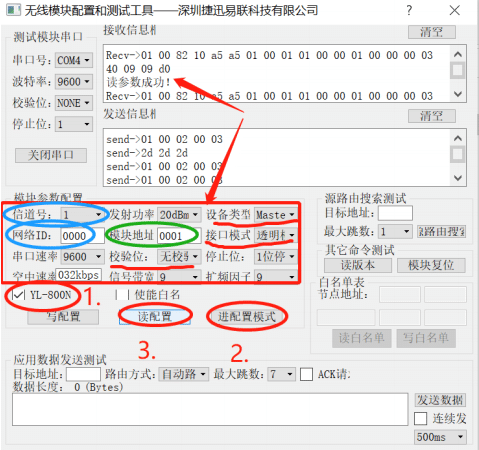 无线模块配置和测试工具——深圳捷迅易联科技有限公司
测试模块串口
串口号: COM4
波特率: 9600
校验位: NONE
停止位: 1
关闭串口
接收信息框
清空
Recv->01 00 82 10 a5 a5 01 00 01 01 00 00 00 00 03
40 09 09 d0
读参数成功!
Recv->01 00 82 10 a5 a5 01 00 01 01 00 00 00 00 03
发送信息框
清空
send->01 00 02 00 03
send->2d 2d 2d
send->01 00 02 00 03
send->01 00 02 00 03
模块参数配置
信道号: 1 发射功率 20dBm 设备类型 Maste
网络ID: 0000 模块地址 0001 接口模式 透明
串口速率 9600 校验位: 无校 停止位: 1位停
空中速率 032kbps 信号带宽 9 扩频因子 9
YL-800N 1. 使能白名
写配置 读配置 进配置模式
3. 2.
源路由搜索测试
目标地址:
最大跳数: 1 路由搜
其它命令测试
读版本 模块复位
白名单表
节点地址:
读白名单 写白名单
应用数据发送测试
目标地址: 路由方式: 自动路 最大跳数: 7 ACK请
数据长度: 0 (Bytes)
发送数据
连续发
500ms